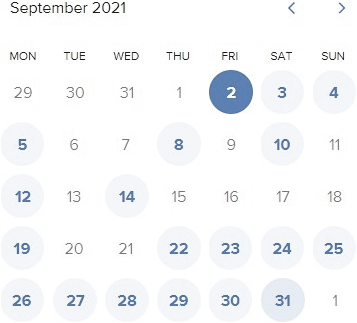 September 2021
MON TUE WED THU FRI SAT SUN
29 30 31 1 2 3 4
5 6 7 8 9 10 11
12 13 14 15 16 17 18
19 20 21 22 23 24 25
26 27 28 29 30 31 1